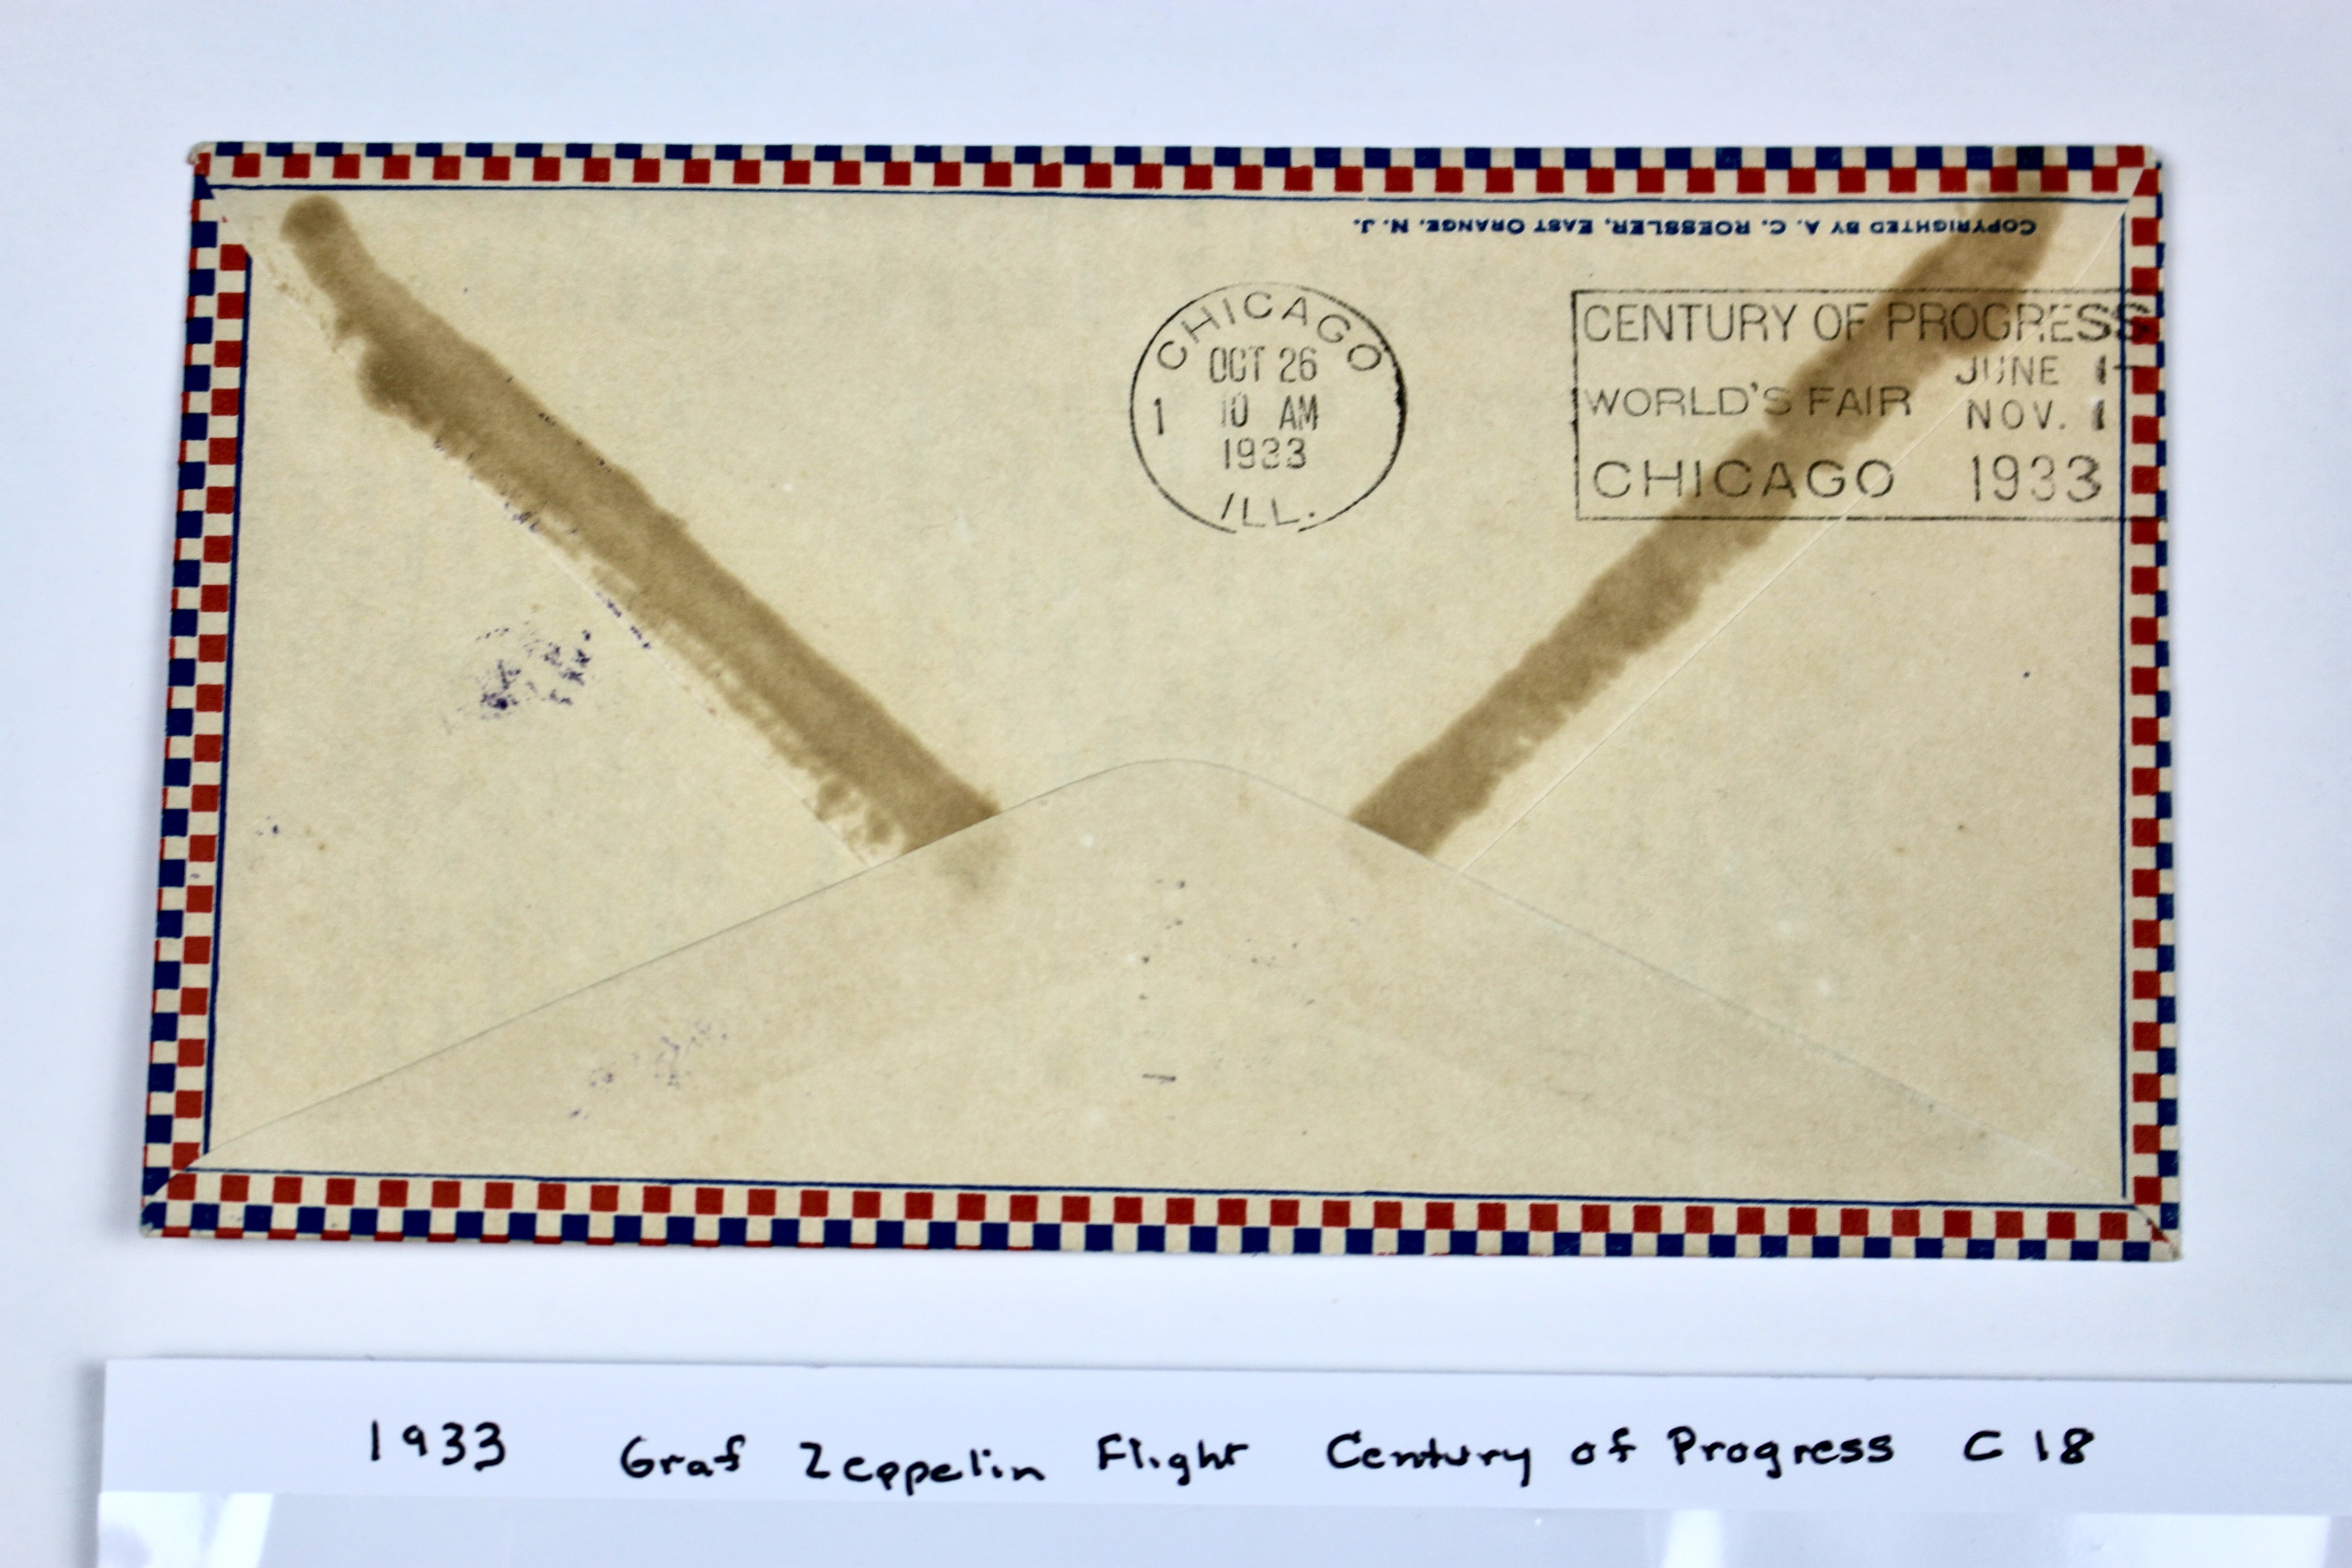 COPYRIGHTED BY A. C. ROESSLER, EAST ORANGE, N. J.
CHICAGO
OCT 26
1 10 AM
1933
ILL.
CENTURY OF PROGRESS
WORLD'S FAIR JUNE 1-
NOV. 1
CHICAGO 1933
1933 Graf Zeppelin Flight Century of Progress C 18